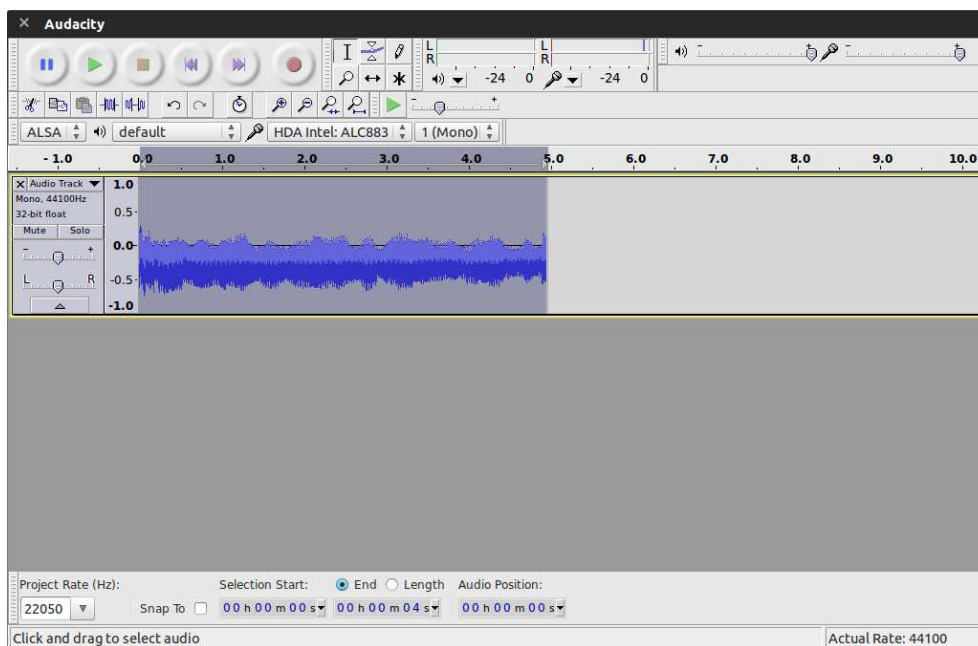 × Audacity
L L
R R
-24 0 -24 0
- + - +
- +
ALSA default HDA Intel: ALC883 1 (Mono)
- 1.0 0.0 1.0 2.0 3.0 4.0 5.0 6.0 7.0 8.0 9.0 10.0
X Audio Track 1.0
Mono, 44100Hz
32-bit float 0.5
Mute Solo
- + 0.0
L R -0.5
-1.0
Project Rate (Hz): Selection Start: End Length Audio Position:
22050 Snap To 00 h 00 m 00 s 00 h 00 m 04 s 00 h 00 m 00 s
Click and drag to select audio Actual Rate: 44100